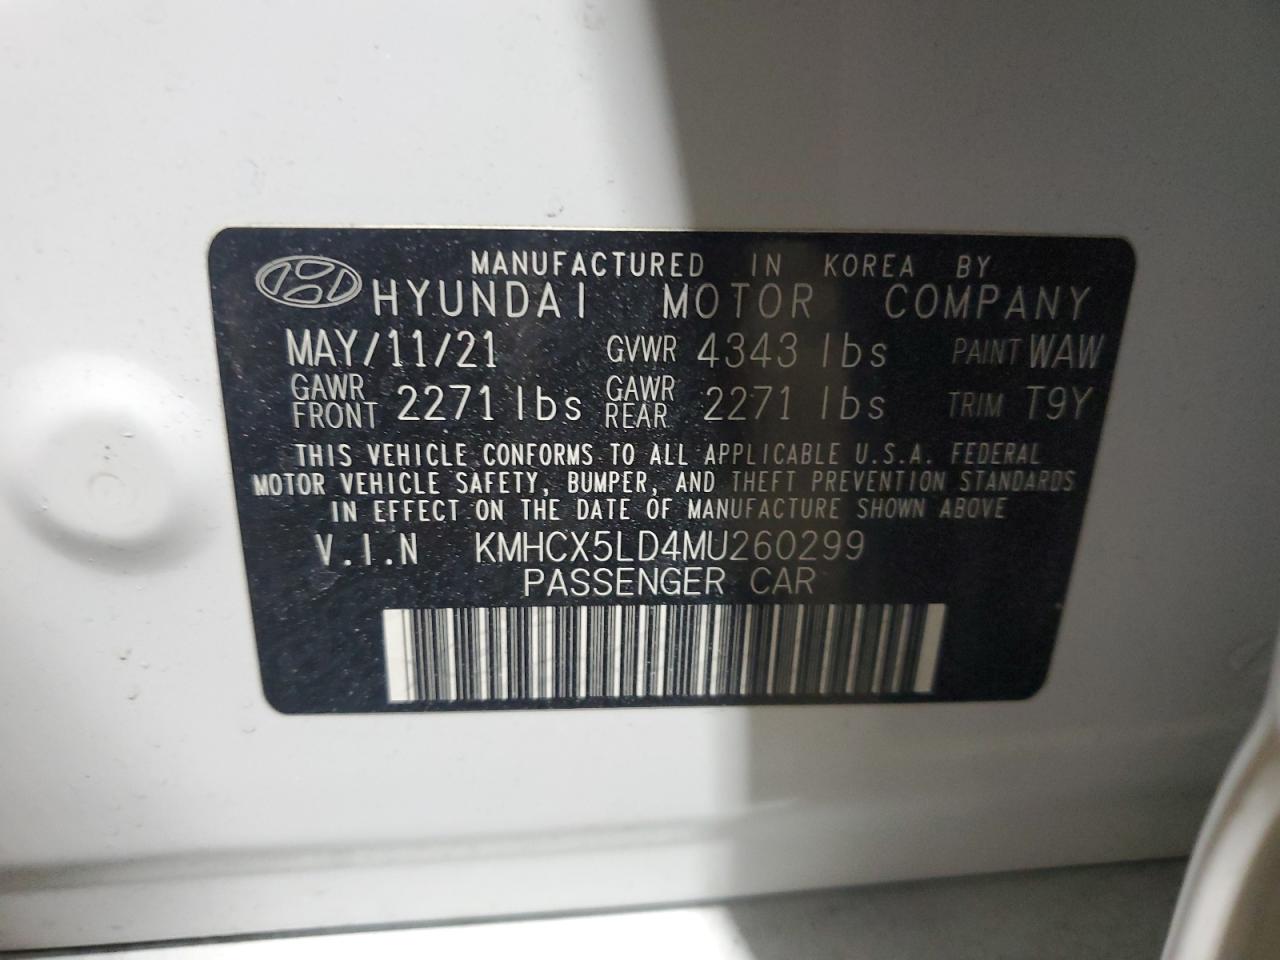 MANUFACTURED IN KOREA BY
HYUNDAI MOTOR COMPANY
MAY/11/21 GVWR 4343 lbs PAINT WAW
GAWR FRONT 2271 lbs GAWR REAR 2271 lbs TRIM T9Y
THIS VEHICLE CONFORMS TO ALL APPLICABLE U.S.A. FEDERAL
MOTOR VEHICLE SAFETY, BUMPER, AND THEFT PREVENTION STANDARDS
IN EFFECT ON THE DATE OF MANUFACTURE SHOWN ABOVE
V.I.N KMHCX5LD4MU260299
PASSENGER CAR